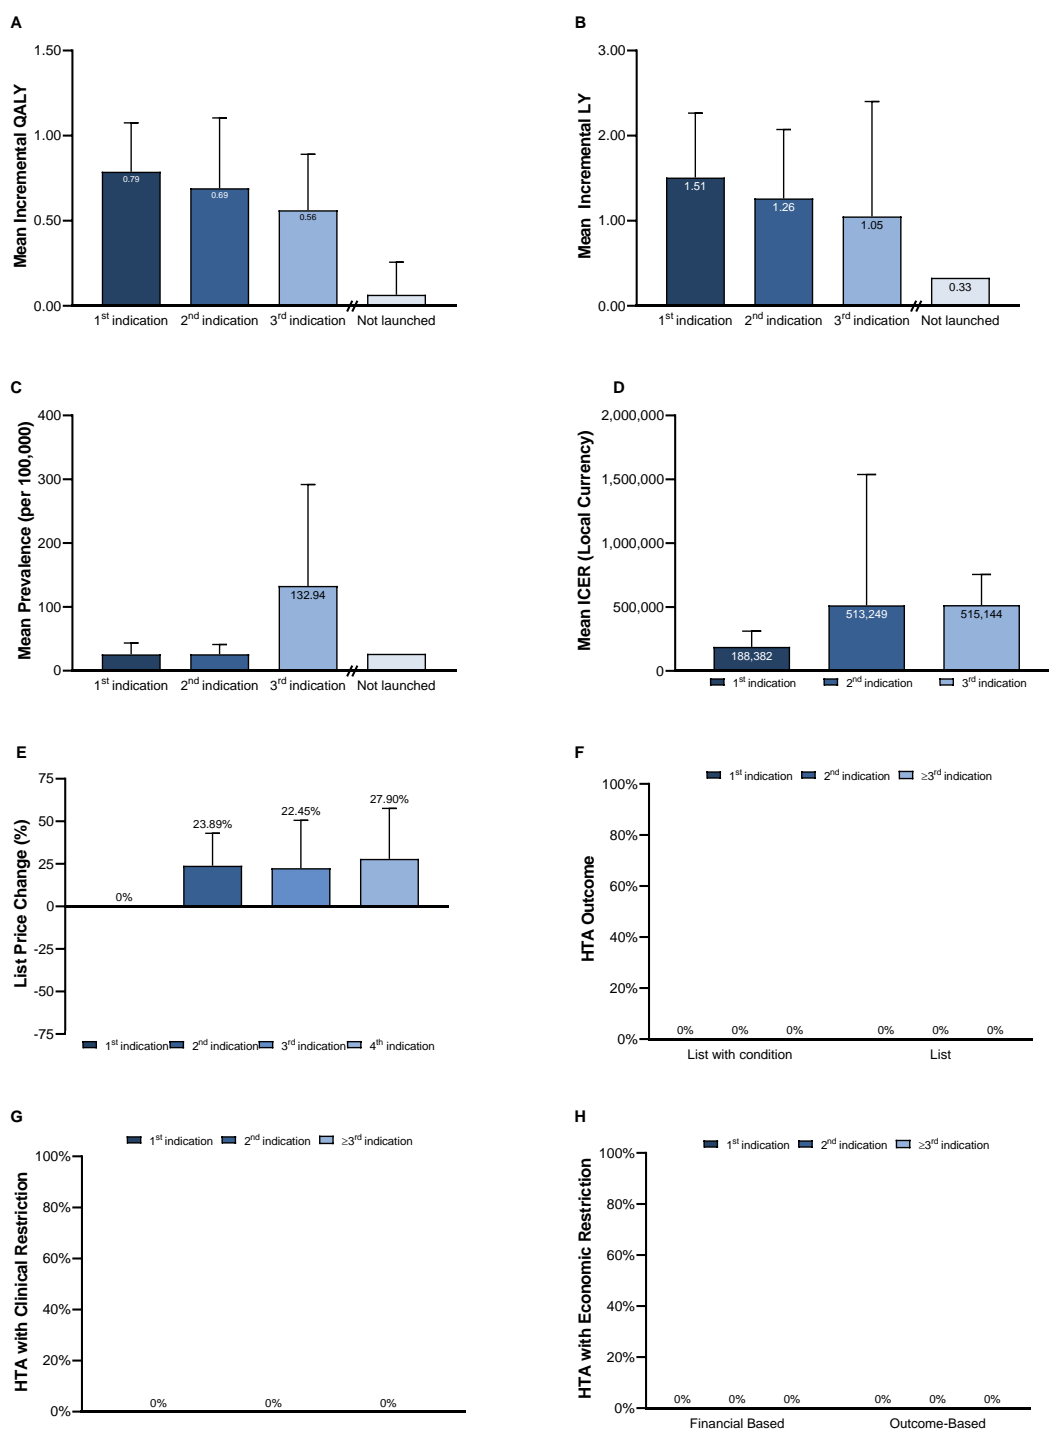 A
Mean Incremental QALY
1.50
1.00
0.50
0.00
0.79
0.69
0.56
1st indication 2nd indication 3rd indication Not launched
B
Mean Incremental LY
3.00
2.00
1.00
0.00
1.51
1.26
1.05
0.33
1st indication 2nd indication 3rd indication Not launched
C
Mean Prevalence (per 100,000)
400
300
200
100
0
132.94
1st indication 2nd indication 3rd indication Not launched
D
Mean ICER (Local Currency)
2,000,000
1,500,000
1,000,000
500,000
0
188,382
513,249
515,144
1st indication 2nd indication 3rd indication
E
List Price Change (%)
75
50
25
0
-25
-50
-75
0%
23.89%
22.45%
27.90%
1st indication 2nd indication 3rd indication 4th indication
F
1st indication 2nd indication ≥3rd indication
HTA Outcome
100%
80%
60%
40%
20%
0%
0% 0% 0% 0% 0% 0%
List with condition List
G
1st indication 2nd indication ≥3rd indication
HTA with Clinical Restriction
100%
80%
60%
40%
20%
0%
0% 0% 0%
H
1st indication 2nd indication ≥3rd indication
HTA with Economic Restriction
100%
80%
60%
40%
20%
0%
0% 0% 0% 0% 0% 0%
Financial Based Outcome-Based